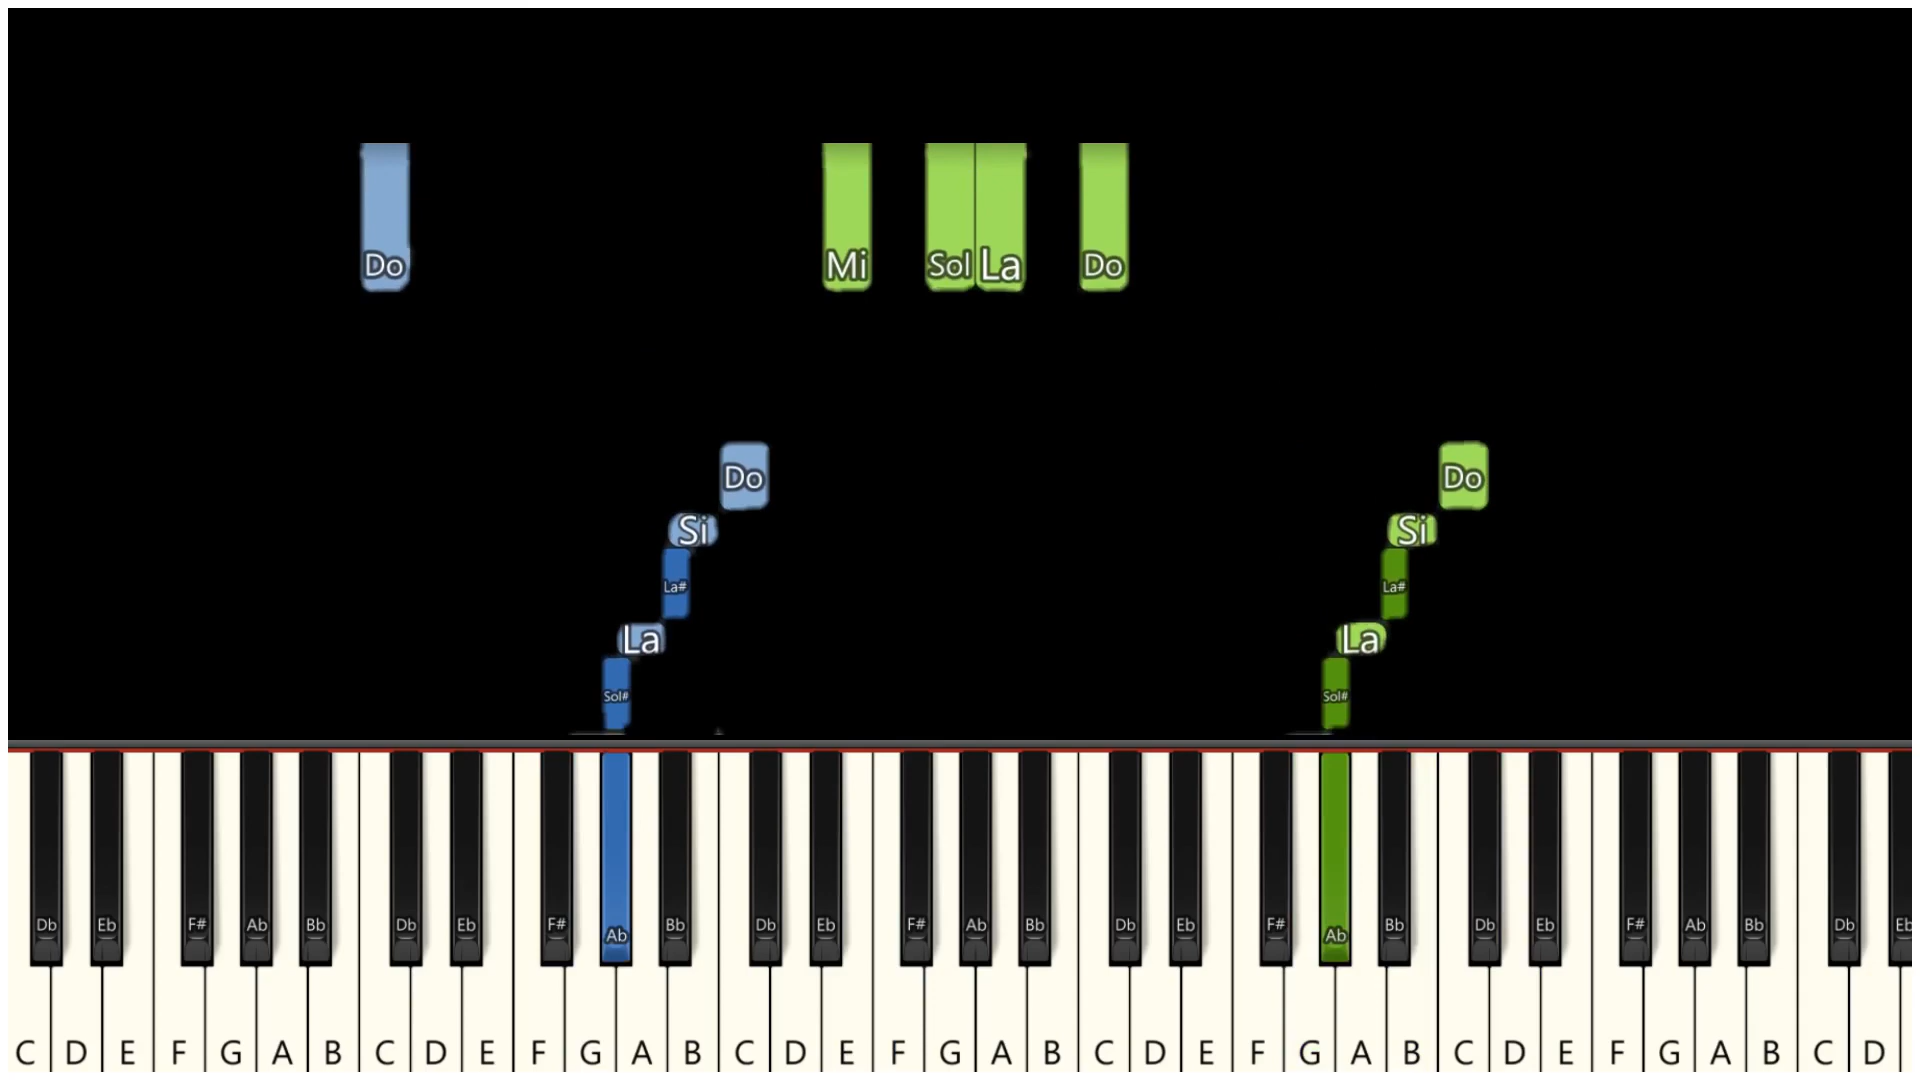 Do Mi Sol La Do
Do Do
Si Si
La# La#
La La
Sol# Sol#
Db Eb F# Ab Bb Db Eb F# Ab Bb Db Eb F# Ab Bb Db Eb F# Ab Bb Db Eb F# Ab Bb Db Eb
C D E F G A B C D E F G A B C D E F G A B C D E F G A B C D E F G A B C D